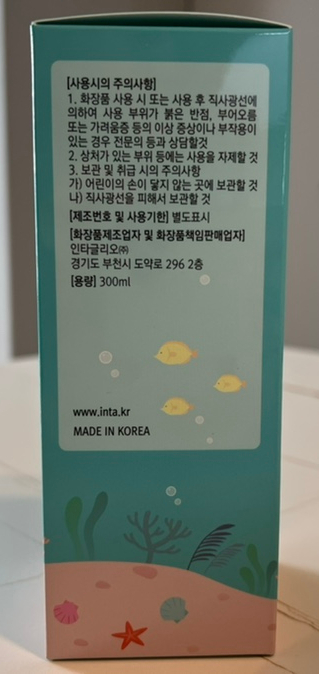 [사용시의 주의사항]
1. 화장품 사용 시 또는 사용 후 직사광선에
의하여 사용 부위가 붉은 반점, 부어오름
또는 가려움증 등의 이상 증상이나 부작용이
있는 경우 전문의 등과 상담할것
2. 상처가 있는 부위 등에는 사용을 자제할 것
3. 보관 및 취급 시의 주의사항
가) 어린이의 손이 닿지 않는 곳에 보관할 것
나) 직사광선을 피해서 보관할 것
[제조번호 및 사용기한] 별도표시
[화장품제조업자 및 화장품책임판매업자]
인타글리오㈜
경기도 부천시 도약로 296 2층
[용량] 300ml
www.inta.kr
MADE IN KOREA